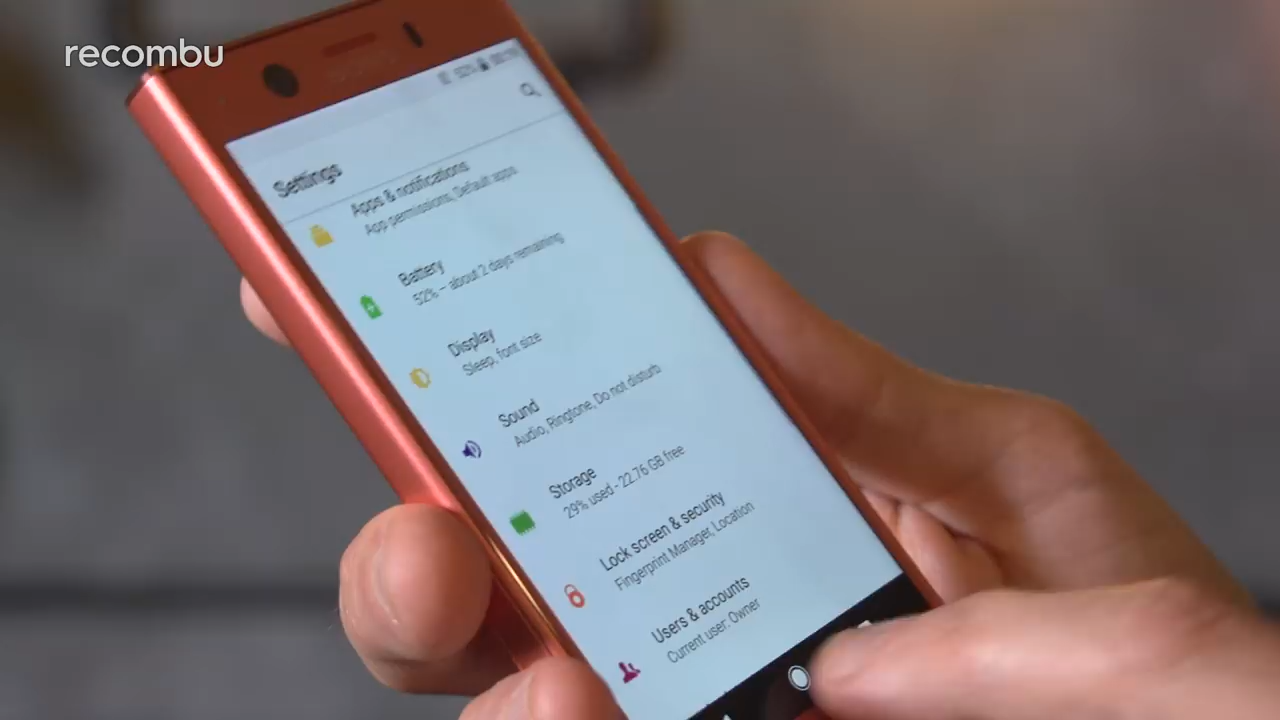 recombu
Settings
Apps & notifications
App permissions, Default apps
Battery
52% – about 2 days remaining
Display
Sleep, font size
Sound
Audio, Ringtone, Do not disturb
Storage
29% used - 22.76 GB free
Lock screen & security
Fingerprint Manager, Location
Users & accounts
Current user: Owner